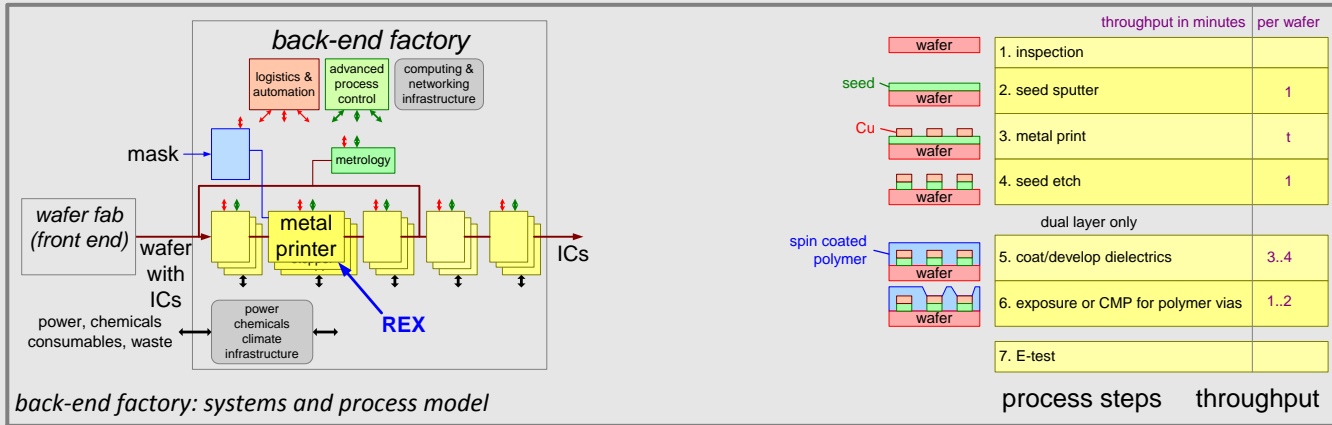 back-end factory
logistics &
automation
advanced
process
control
computing &
networking
infrastructure
mask
metrology
wafer fab
(front end)
metal
printer
wafer
with
ICs
ICs
REX
power, chemicals
consumables, waste
power
chemicals
climate
infrastructure
back-end factory: systems and process model
throughput in minutes per wafer
wafer
1. inspection
seed
wafer
2. seed sputter 1
Cu
wafer
3. metal print t
wafer
4. seed etch 1
dual layer only
spin coated
polymer
wafer
5. coat/develop dielectrics 3..4
wafer
6. exposure or CMP for polymer vias 1..2
7. E-test
process steps throughput